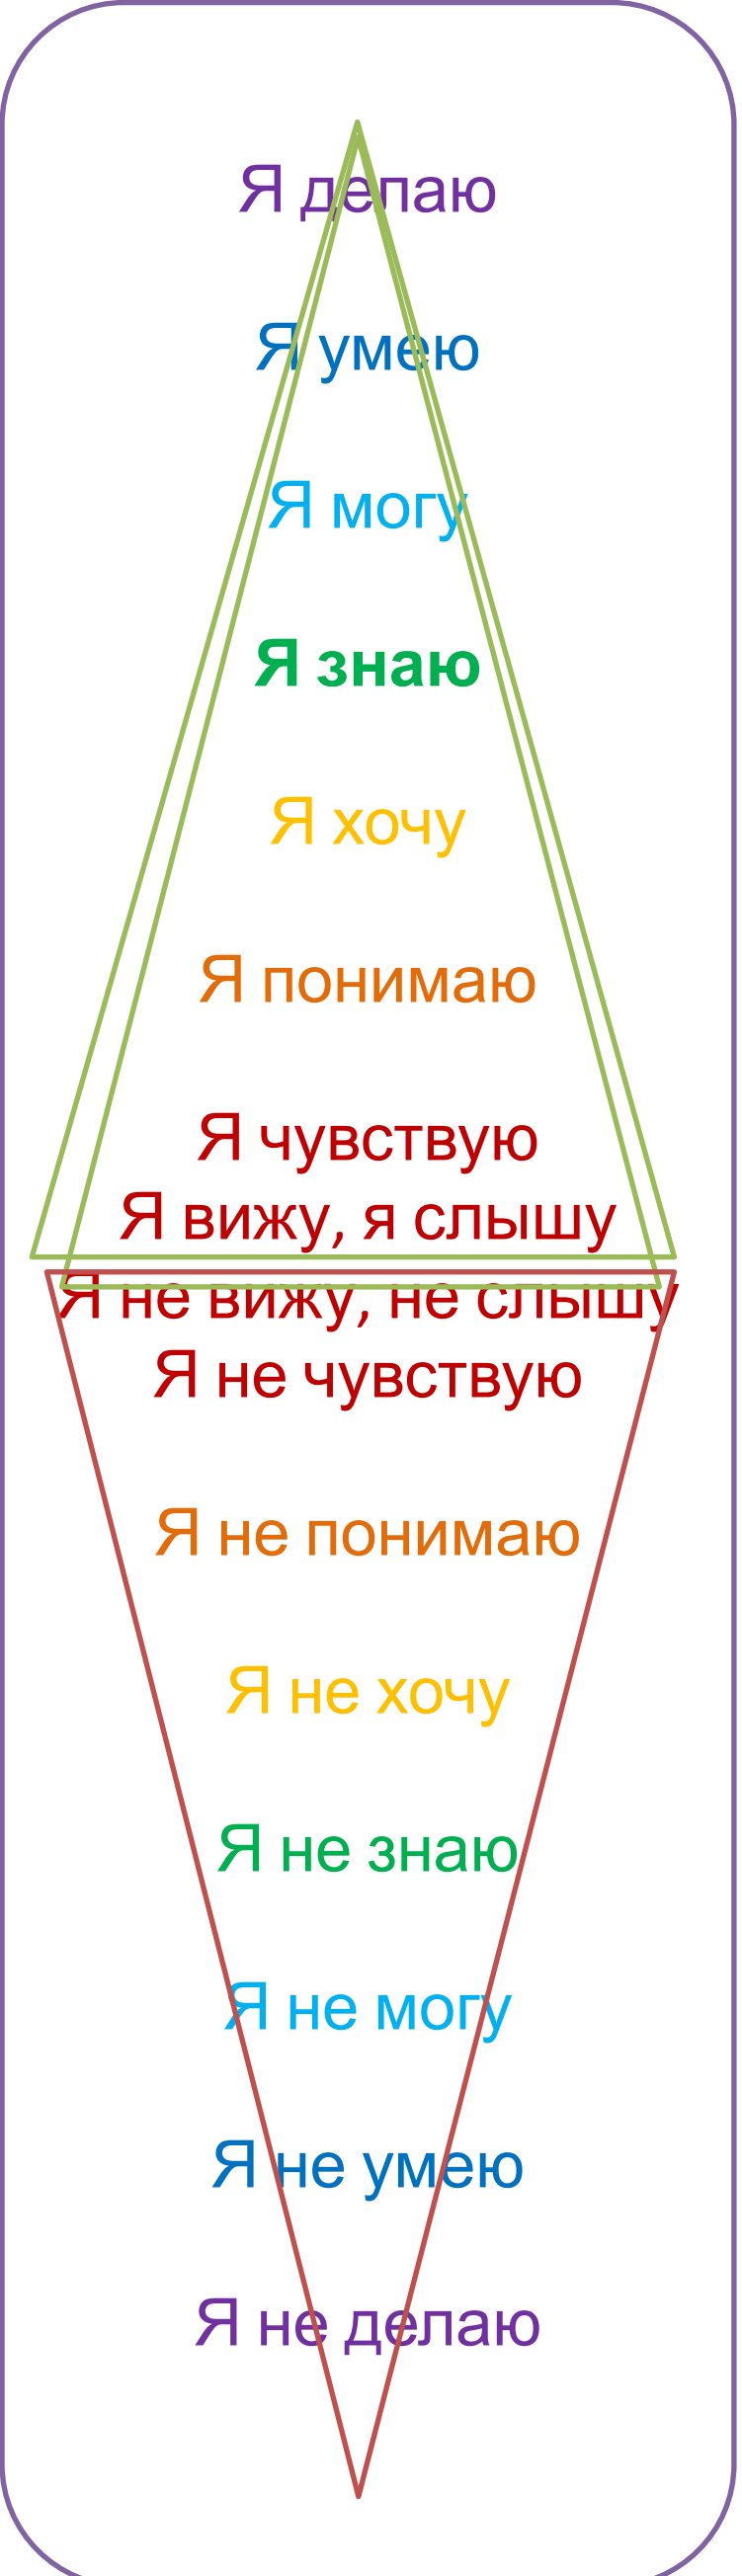 Я делаю
Я умею
Я могу
Я знаю
Я хочу
Я понимаю
Я чувствую
Я вижу, я слышу
Я не вижу, не слышу
Я не чувствую
Я не понимаю
Я не хочу
Я не знаю
Я не могу
Я не умею
Я не делаю